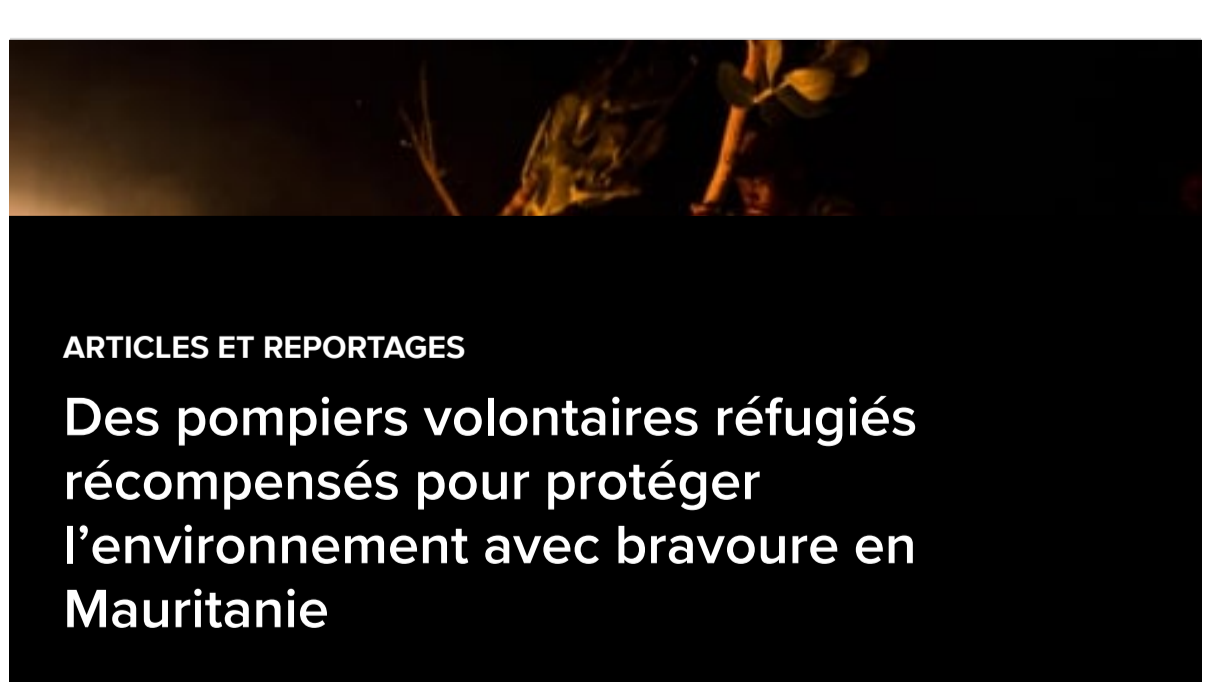 ARTICLES ET REPORTAGES
Des pompiers volontaires réfugiés
récompensés pour protéger
l’environnement avec bravoure en
Mauritanie